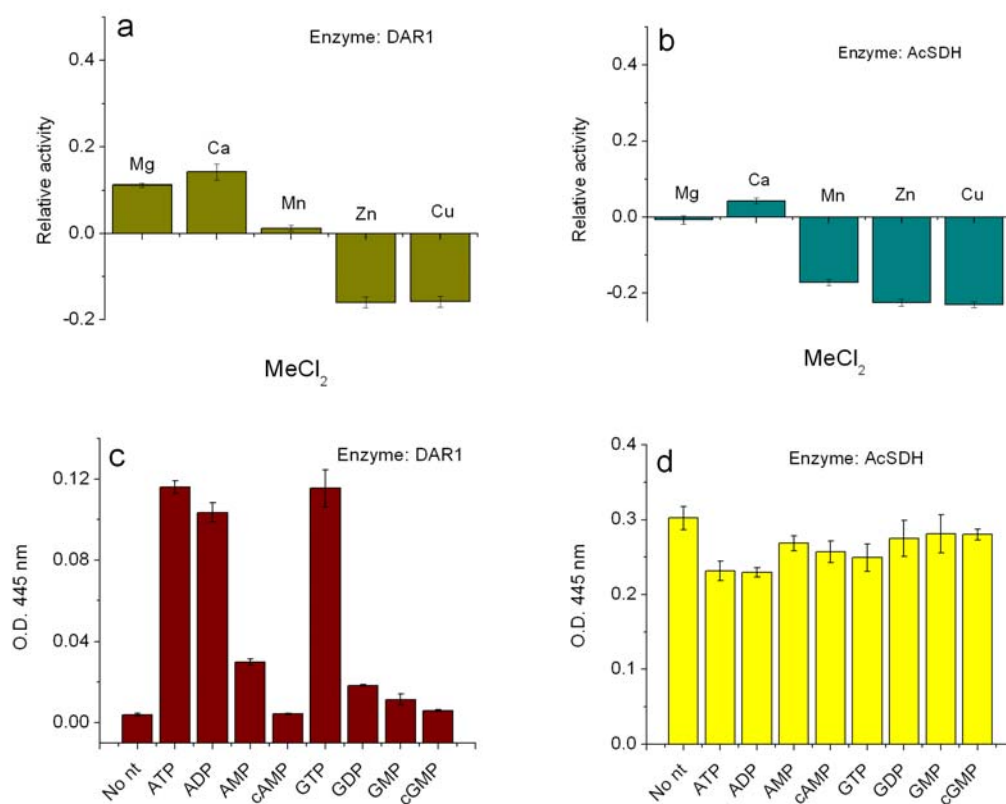 a
Enzyme: DAR1
Relative activity
0.4
0.2
0.0
-0.2
Mg
Ca
Mn
Zn
Cu
MeCl2
b
Enzyme: AcSDH
Relative activity
0.4
0.2
0.0
-0.2
Mg
Ca
Mn
Zn
Cu
MeCl2
c
Enzyme: DAR1
O.D. 445 nm
0.12
0.08
0.04
0.00
No nt
ATP
ADP
AMP
cAMP
GTP
GDP
GMP
cGMP
d
Enzyme: AcSDH
O.D. 445 nm
0.4
0.3
0.2
0.1
0.0
No nt
ATP
ADP
AMP
cAMP
GTP
GDP
GMP
cGMP